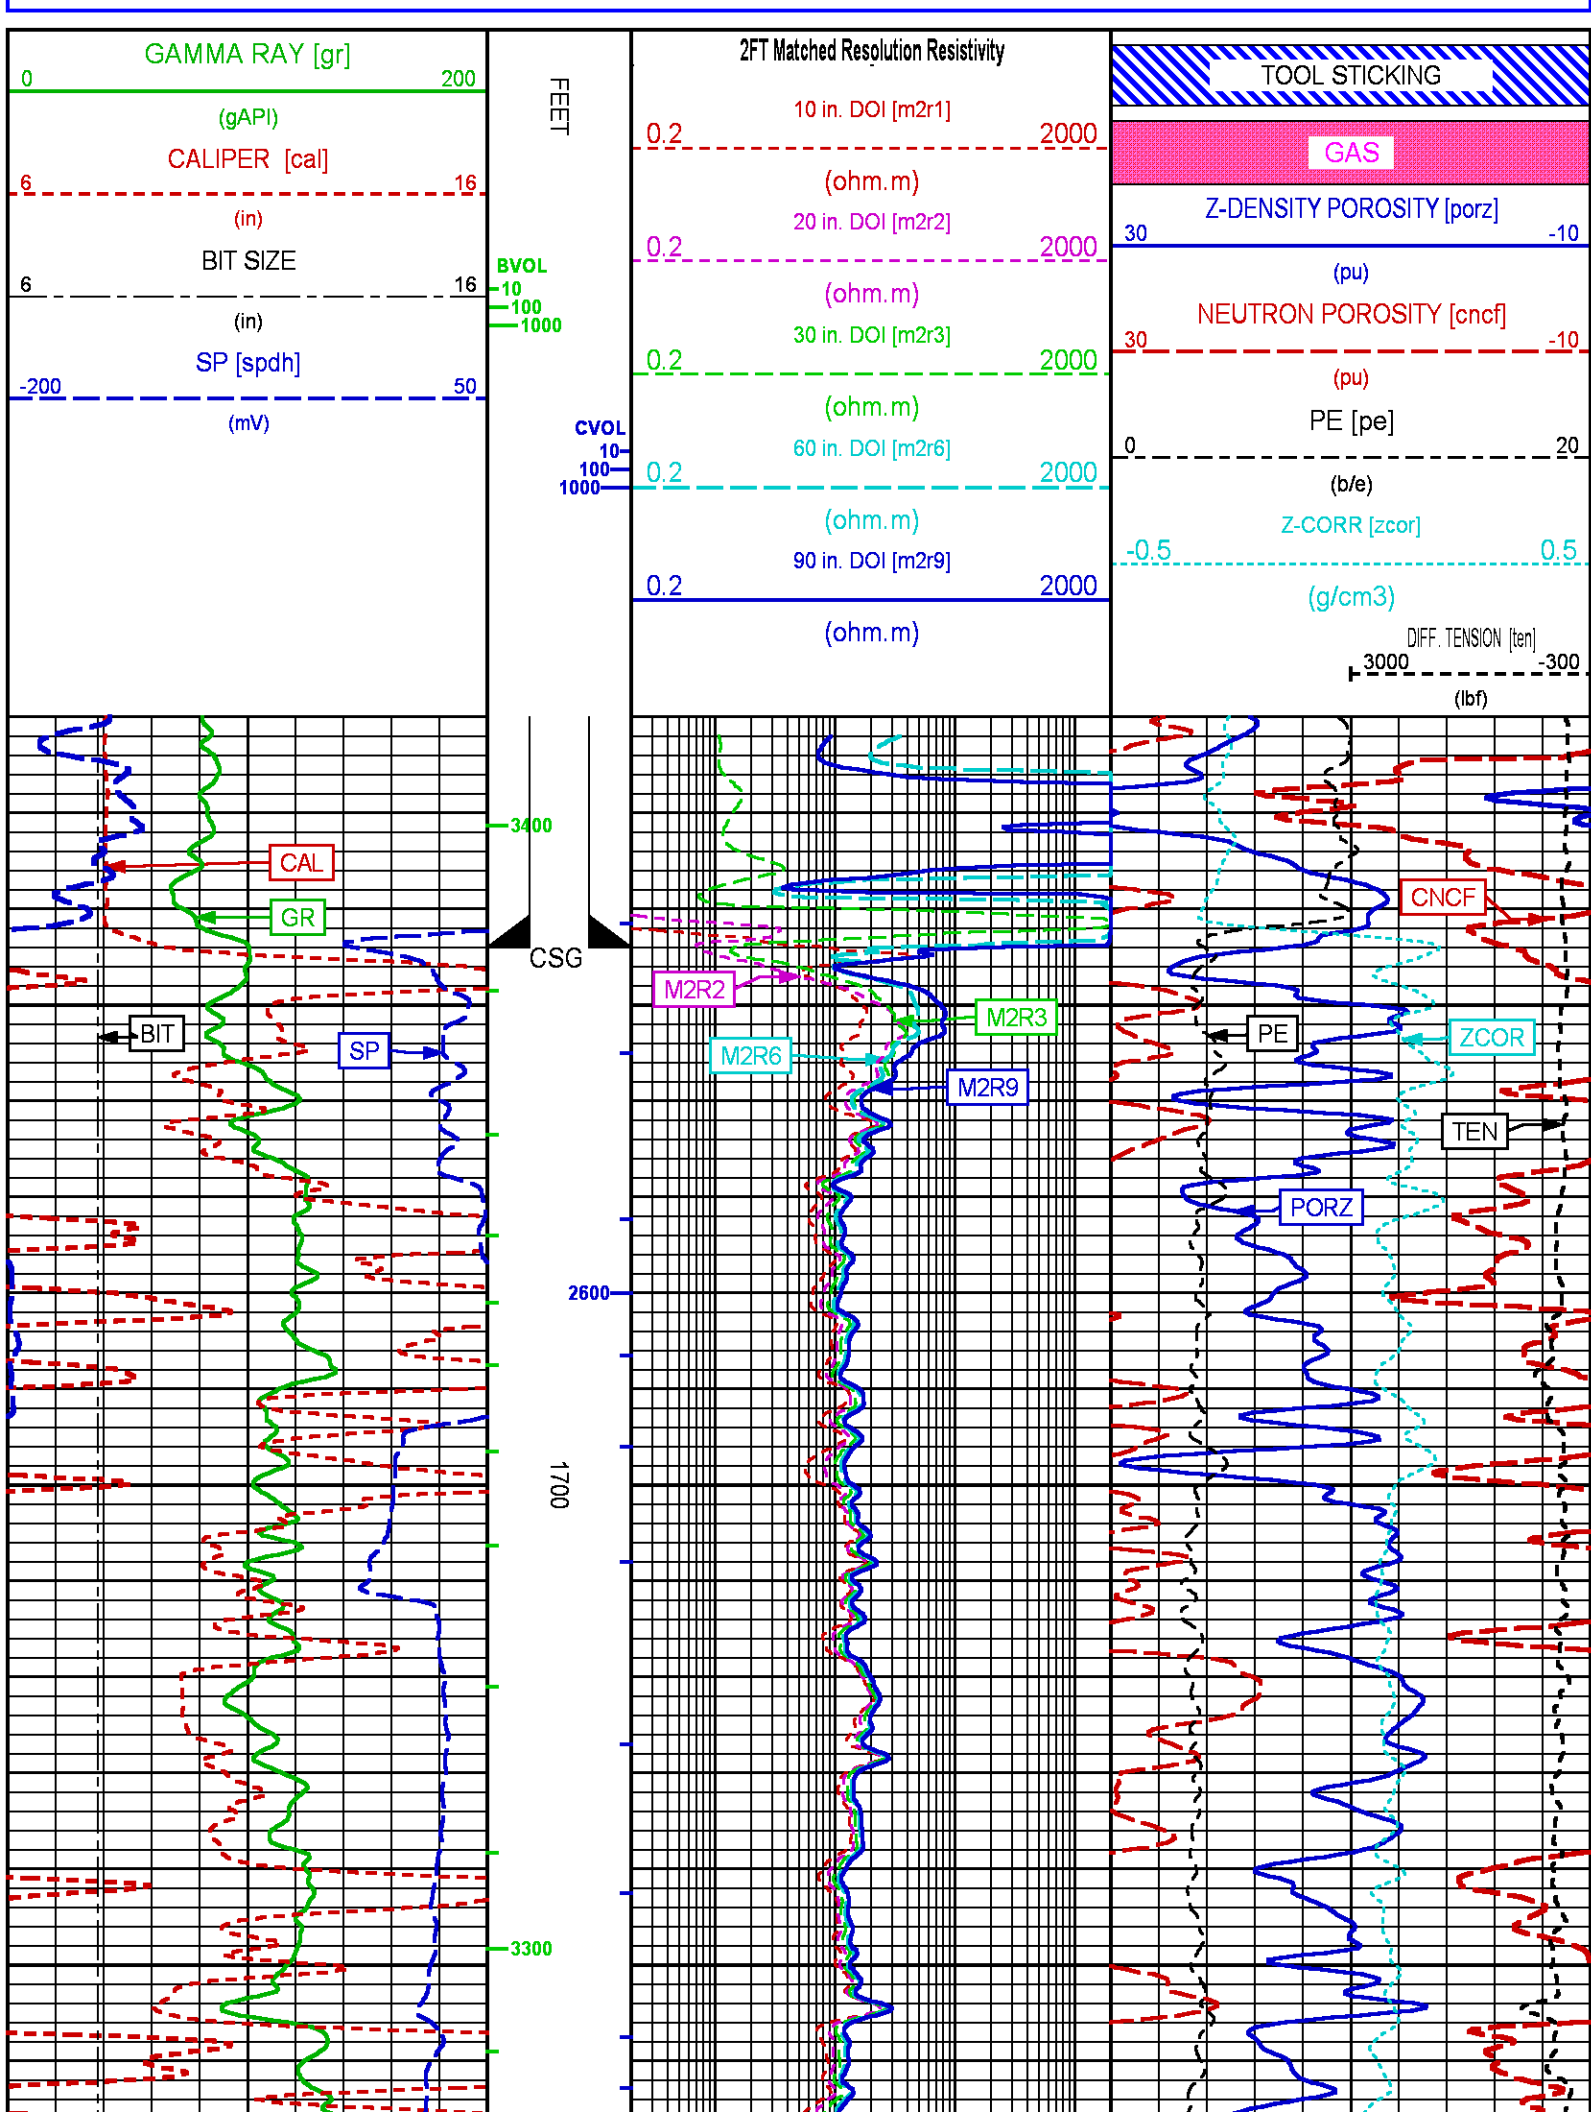 GAMMA RAY [gr]
0 200
(gAPI)
CALIPER [cal]
6 16
(in)
BIT SIZE
6 16
(in)
SP [spdh]
-200 50
(mV)
FEET
BVOL
10
100
1000
CVOL
10
100
1000
2FT Matched Resolution Resistivity
10 in. DOI [m2r1]
0.2 2000
(ohm.m)
20 in. DOI [m2r2]
0.2 2000
(ohm.m)
30 in. DOI [m2r3]
0.2 2000
(ohm.m)
60 in. DOI [m2r6]
0.2 2000
(ohm.m)
90 in. DOI [m2r9]
0.2 2000
(ohm.m)
TOOL STICKING
GAS
Z-DENSITY POROSITY [porz]
30 -10
(pu)
NEUTRON POROSITY [cncf]
30 -10
(pu)
PE [pe]
0 20
(b/e)
Z-CORR [zcor]
-0.5 0.5
(g/cm3)
DIFF. TENSION [ten]
3000 -300
(lbf)
3400
CAL
CNCF
GR
CSG
M2R2
M2R3
BIT
PE
ZCOR
SP
M2R6
M2R9
TEN
PORZ
2600
1700
3300